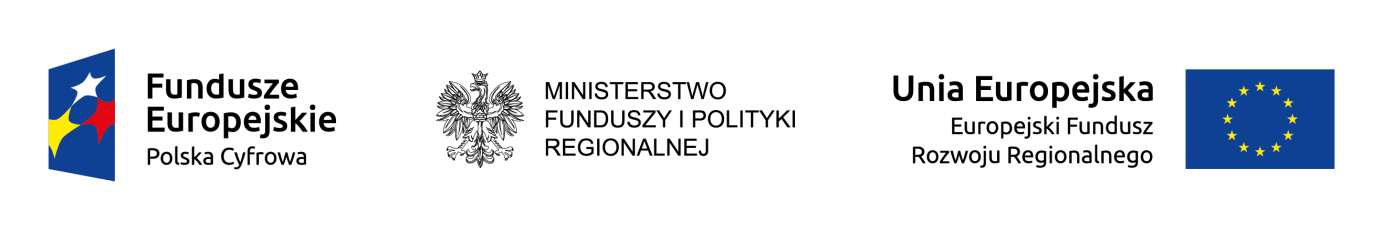 Fundusze
Europejskie
Polska Cyfrowa
MINISTERSTWO
FUNDUSZY I POLITYKI
REGIONALNEJ
Unia Europejska
Europejski Fundusz
Rozwoju Regionalnego